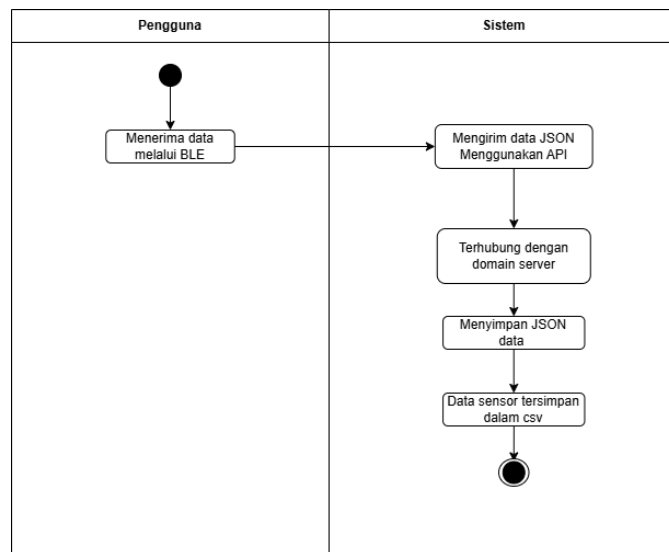 Pengguna
Sistem
Menerima data
melalui BLE
Mengirim data JSON
Menggunakan API
Terhubung dengan
domain server
Menyimpan JSON
data
Data sensor tersimpan
dalam csv